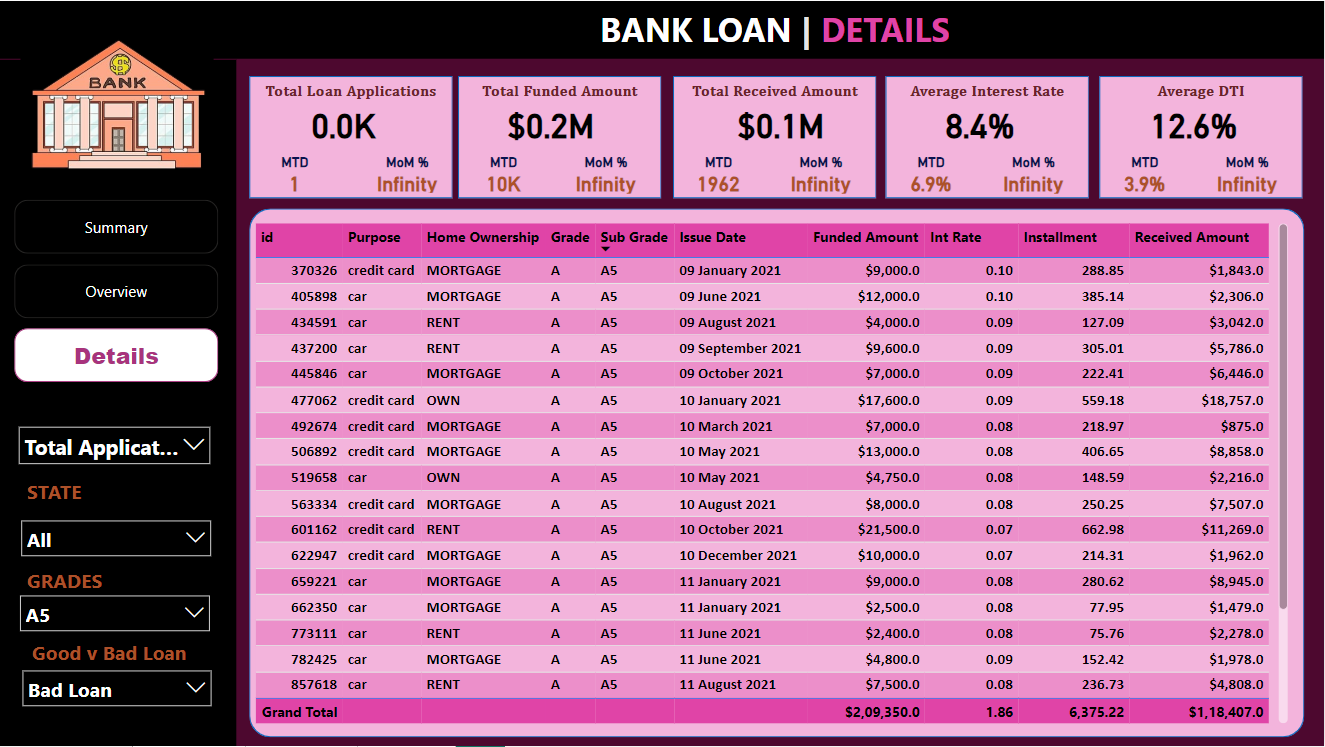 BANK LOAN | DETAILS
BANK
Total Loan Applications
0.0K
MTD MoM %
1 Infinity
Total Funded Amount
$0.2M
MTD MoM %
10K Infinity
Total Received Amount
$0.1M
MTD MoM %
1962 Infinity
Average Interest Rate
8.4%
MTD MoM %
6.9% Infinity
Average DTI
12.6%
MTD MoM %
3.9% Infinity
Summary
Overview
Details
Total Applicat...
STATE
All
GRADES
A5
Good v Bad Loan
Bad Loan
id Purpose Home Ownership Grade Sub Grade Issue Date Funded Amount Int Rate Installment Received Amount
370326 credit card MORTGAGE A A5 09 January 2021 $9,000.0 0.10 288.85 $1,843.0
405898 car MORTGAGE A A5 09 June 2021 $12,000.0 0.10 385.14 $2,306.0
434591 car RENT A A5 09 August 2021 $4,000.0 0.09 127.09 $3,042.0
437200 car RENT A A5 09 September 2021 $9,600.0 0.09 305.01 $5,786.0
445846 car MORTGAGE A A5 09 October 2021 $7,000.0 0.09 222.41 $6,446.0
477062 credit card OWN A A5 10 January 2021 $17,600.0 0.09 559.18 $18,757.0
492674 credit card MORTGAGE A A5 10 March 2021 $7,000.0 0.08 218.97 $875.0
506892 credit card MORTGAGE A A5 10 May 2021 $13,000.0 0.08 406.65 $8,858.0
519658 car OWN A A5 10 May 2021 $4,750.0 0.08 148.59 $2,216.0
563334 credit card MORTGAGE A A5 10 August 2021 $8,000.0 0.08 250.25 $7,507.0
601162 credit card RENT A A5 10 October 2021 $21,500.0 0.07 662.98 $11,269.0
622947 credit card MORTGAGE A A5 10 December 2021 $10,000.0 0.07 214.31 $1,962.0
659221 car MORTGAGE A A5 11 January 2021 $9,000.0 0.08 280.62 $8,945.0
662350 car MORTGAGE A A5 11 January 2021 $2,500.0 0.08 77.95 $1,479.0
773111 car RENT A A5 11 June 2021 $2,400.0 0.08 75.76 $2,278.0
782425 car MORTGAGE A A5 11 June 2021 $4,800.0 0.09 152.42 $1,978.0
857618 car RENT A A5 11 August 2021 $7,500.0 0.08 236.73 $4,808.0
Grand Total $2,09,350.0 1.86 6,375.22 $1,18,407.0